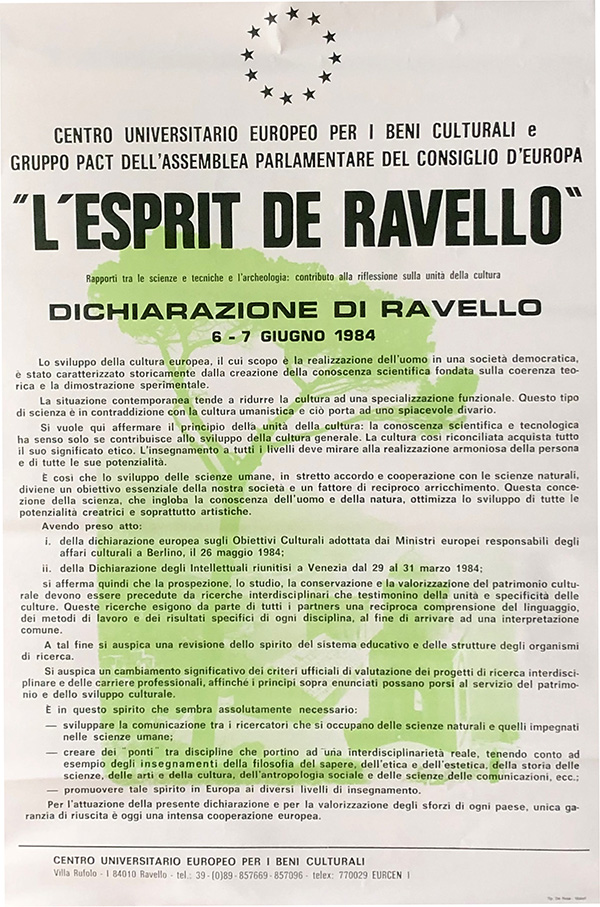 CENTRO UNIVERSITARIO EUROPEO PER I BENI CULTURALI e
GRUPPO PACT DELL'ASSEMBLEA PARLAMENTARE DEL CONSIGLIO D'EUROPA
"L'ESPRIT DE RAVELLO"
Rapporti tra le scienze e tecniche e l'archeologia: contributo alla riflessione sulla unità della cultura
DICHIARAZIONE DI RAVELLO
6 - 7 GIUGNO 1984
Lo sviluppo della cultura europea, il cui scopo è la realizzazione dell'uomo in una società democratica,
è stato caratterizzato storicamente dalla creazione della conoscenza scientifica fondata sulla coerenza teo-
rica e la dimostrazione sperimentale.
La situazione contemporanea tende a ridurre la cultura ad una specializzazione funzionale. Questo tipo
di scienza è in contraddizione con la cultura umanistica e ciò porta ad uno spiacevole divario.
Si vuole qui affermare il principio della unità della cultura: la conoscenza scientifica e tecnologica
ha senso solo se contribuisce allo sviluppo della cultura generale. La cultura così riconciliata acquista tutto
il suo significato etico. L'insegnamento a tutti i livelli deve mirare alla realizzazione armoniosa della persona
e di tutte le sue potenzialità.
È così che lo sviluppo delle scienze umane, in stretto accordo e cooperazione con le scienze naturali,
diviene un obiettivo essenziale della nostra società e un fattore di reciproco arricchimento. Questa conce-
zione della scienza, che ingloba la conoscenza dell'uomo e della natura, ottimizza lo sviluppo di tutte le
potenzialità creatrici e soprattutto artistiche.
Avendo preso atto:
i. della dichiarazione europea sugli Obiettivi Culturali adottata dai Ministri europei responsabili degli
affari culturali a Berlino, il 26 maggio 1984;
ii. della Dichiarazione degli Intellettuali riunitisi a Venezia dal 29 al 31 marzo 1984;
si afferma quindi che la prospezione, lo studio, la conservazione e la valorizzazione del patrimonio cultu-
rale devono essere precedute da ricerche interdisciplinari che testimonino della unità e specificità delle
culture. Queste ricerche esigono da parte di tutti i partners una reciproca comprensione del linguaggio,
dei metodi di lavoro e dei risultati specifici di ogni disciplina, al fine di arrivare ad una interpretazione
comune.
A tal fine si auspica una revisione dello spirito del sistema educativo e delle strutture degli organismi
di ricerca.
Si auspica un cambiamento significativo dei criteri ufficiali di valutazione dei progetti di ricerca interdisci-
plinare e delle carriere professionali, affinché i principi sopra enunciati possano porsi al servizio del patrimo-
nio e dello sviluppo culturale.
È in questo spirito che sembra assolutamente necessario:
— sviluppare la comunicazione tra i ricercatori che si occupano delle scienze naturali e quelli impegnati
nelle scienze umane;
— creare dei "ponti" tra discipline che portino ad una interdisciplinarietà reale, tenendo conto ad
esempio degli insegnamenti della filosofia del sapere, dell'etica e dell'estetica, della storia delle
scienze, delle arti e della cultura, dell'antropologia sociale e delle scienze delle comunicazioni, ecc.;
— promuovere tale spirito in Europa ai diversi livelli di insegnamento.
Per l'attuazione della presente dichiarazione e per la valorizzazione degli sforzi di ogni paese, unica ga-
ranzia di riuscita è oggi una intensa cooperazione europea.
CENTRO UNIVERSITARIO EUROPEO PER I BENI CULTURALI
Villa Rufolo - I 84010 Ravello - tel.: 39-(0)89-857669-857096 - telex: 770029 EURCEN I